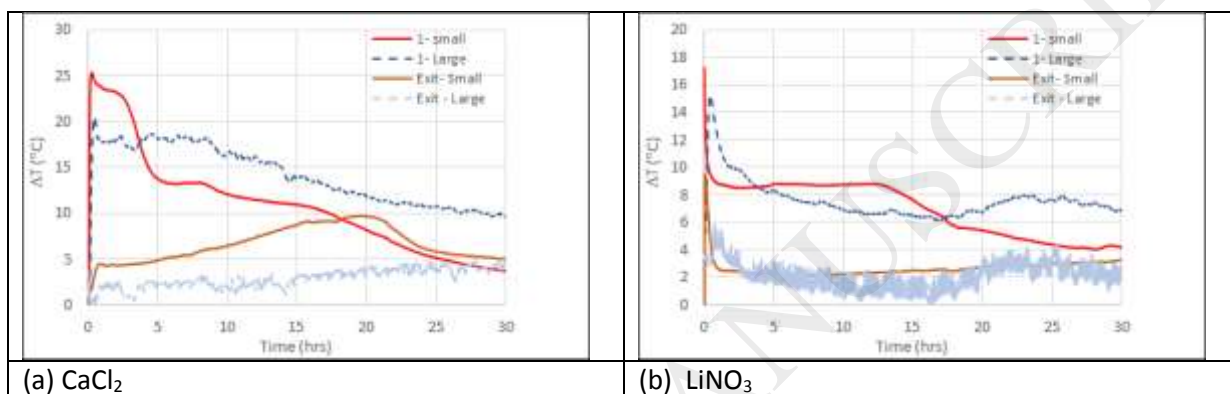 30
25
20
15
10
5
0
ΔT (°C)
0 5 10 15 20 25 30
Time (hrs)
1- small
1- Large
Exit- Small
Exit - Large
20
18
16
14
12
10
8
6
4
2
0
ΔT (°C)
0 5 10 15 20 25 30
Time (hrs)
1- small
1- Large
Exit- Small
Exit - Large
(a) CaCl₂
(b) LiNO₃